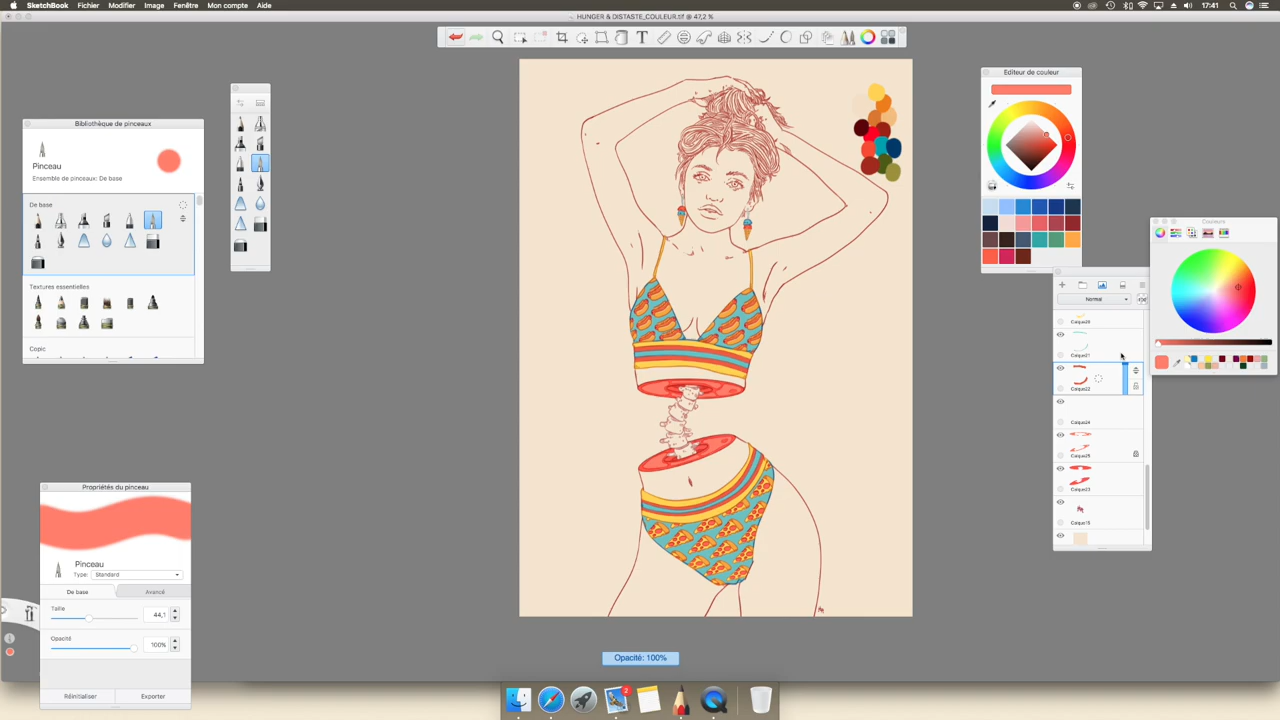 SketchBook Fichier Modifier Image Fenêtre Mon compte Aide 17:41
HUNGER & DISTASTE_COULEUR.tif @ 47,2 %
Editeur de couleur
Bibliothèque de pinceaux
Pinceau
Ensemble de pinceaux: De base
De base
Textures essentielles
Copic
Couleurs
Normal
Calque20
Calque21
Calque22
Calque24
Calque25
Calque23
Calque15
Propriétés du pinceau
Pinceau
Type: Standard
De base Avancé
Taille
44,1
Opacité
100%
Réinitialiser Exporter
Opacité: 100%
2